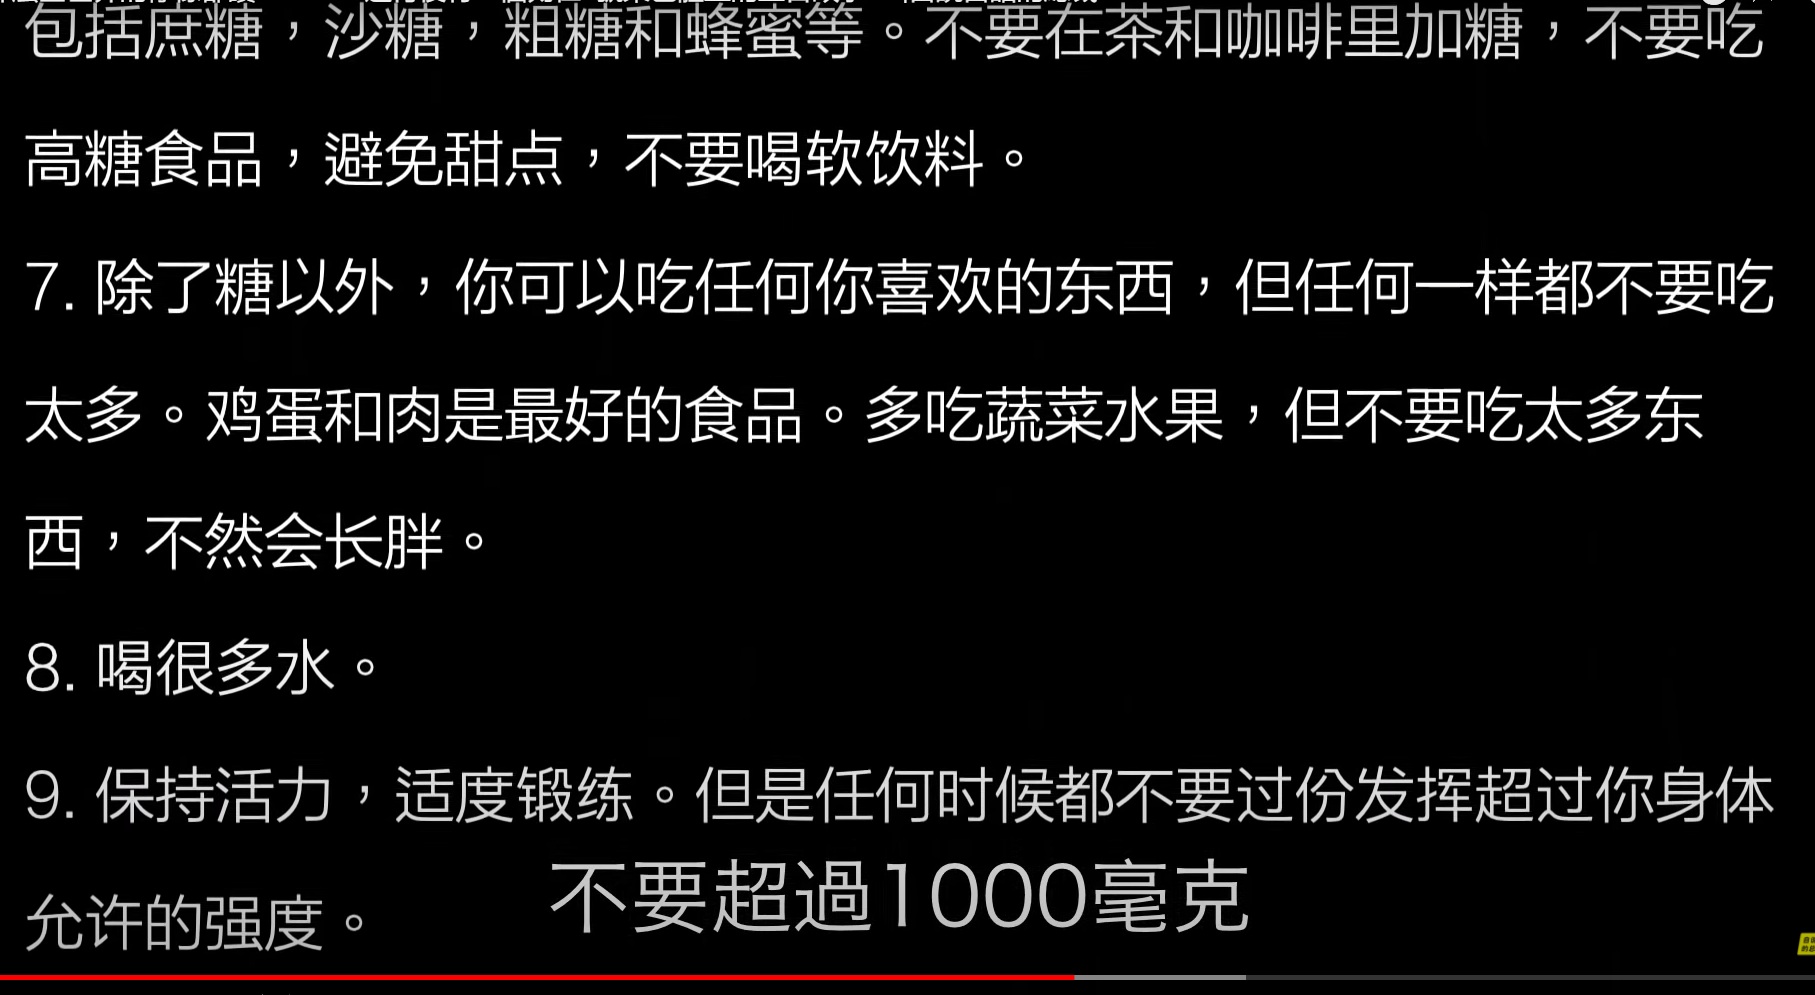 包括庶糖，沙糖，粗糖和蜂蜜等。不要在茶和咖啡里加糖，不要吃
高糖食品，避免甜点，不要喝软饮料。
7. 除了糖以外，你可以吃任何你喜欢的东西，但任何一样都不要吃
太多。鸡蛋和肉是最好的食品。多吃蔬菜水果，但不要吃太多东
西，不然会长胖。
8. 喝很多水。
9. 保持活力，适度锻练。但是任何时候都不要过份发挥超过你身体
允许的强度。
不要超過1000毫克